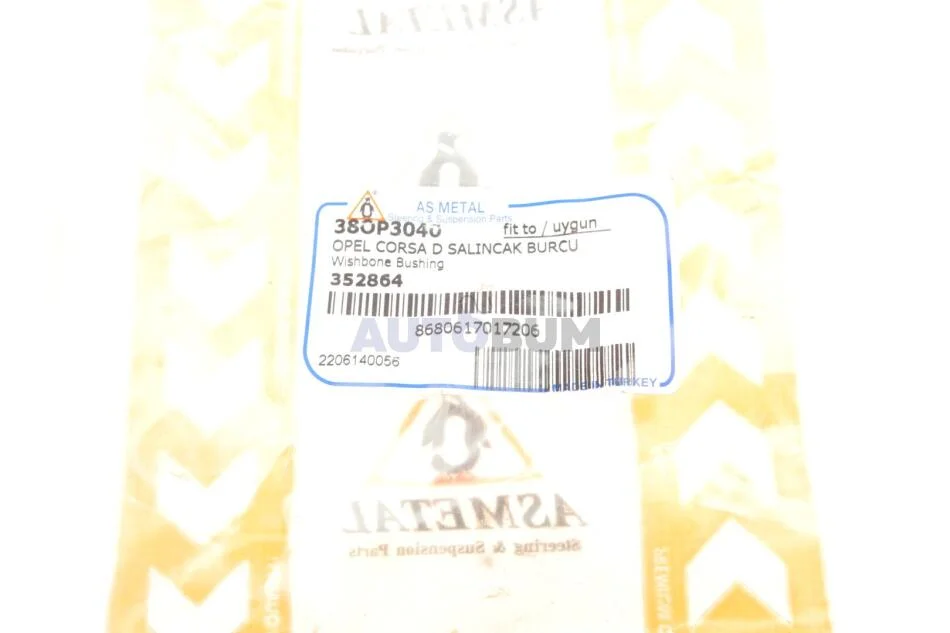 ASMETAL
AS METAL
Steering & Suspension Parts
38OP3040 fit to / uygun
OPEL CORSA D SALINCAK BURCU
Wishbone Bushing
352864
8680617017206
AUTOBUM
2206140056
MADE IN TURKEY
ASMETAL
Steering & Suspension Parts